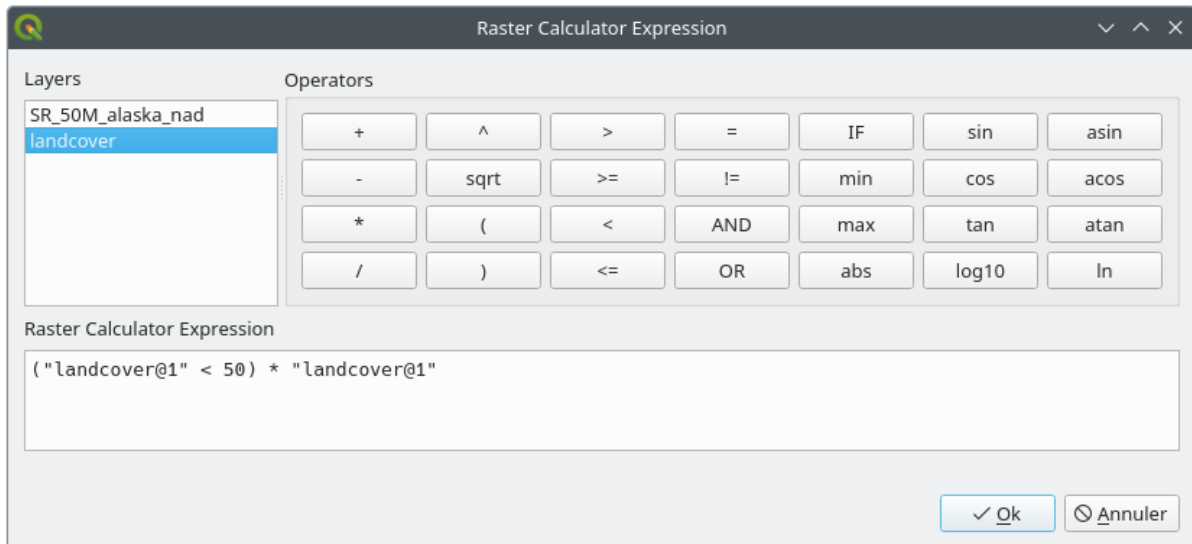 Raster Calculator Expression
Layers
Operators
SR_50M_alaska_nad
landcover
+ ^ > = IF sin asin
- sqrt >= != min cos acos
* ( < AND max tan atan
/ ) <= OR abs log10 ln
Raster Calculator Expression
("landcover@1" < 50) * "landcover@1"
Ok Annuler